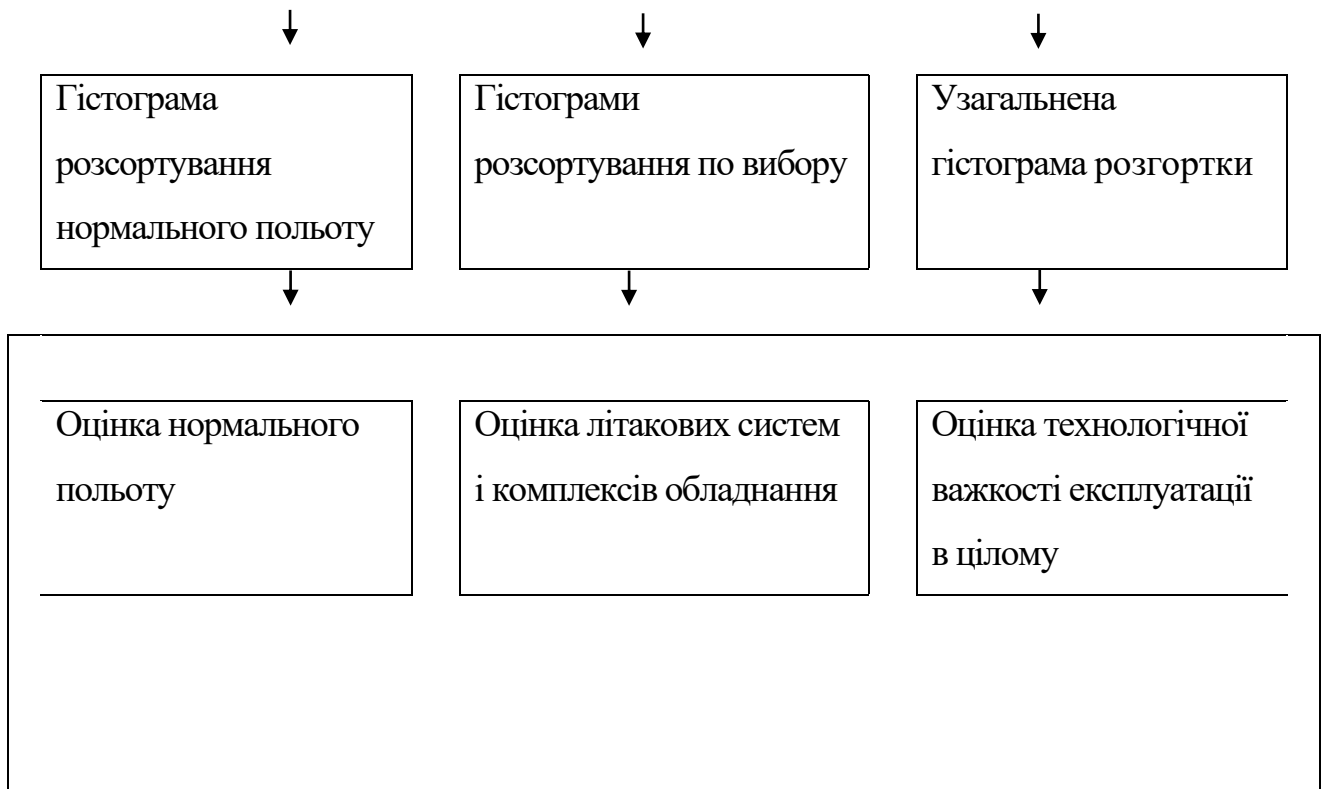 Гістограма
розсортування
нормального польоту
Гістограми
розсортування по вибору
Узагальнена
гістограма розгортки
Оцінка нормального
польоту
Оцінка літакових систем
і комплексів обладнання
Оцінка технологічної
важкості експлуатації
в цілому